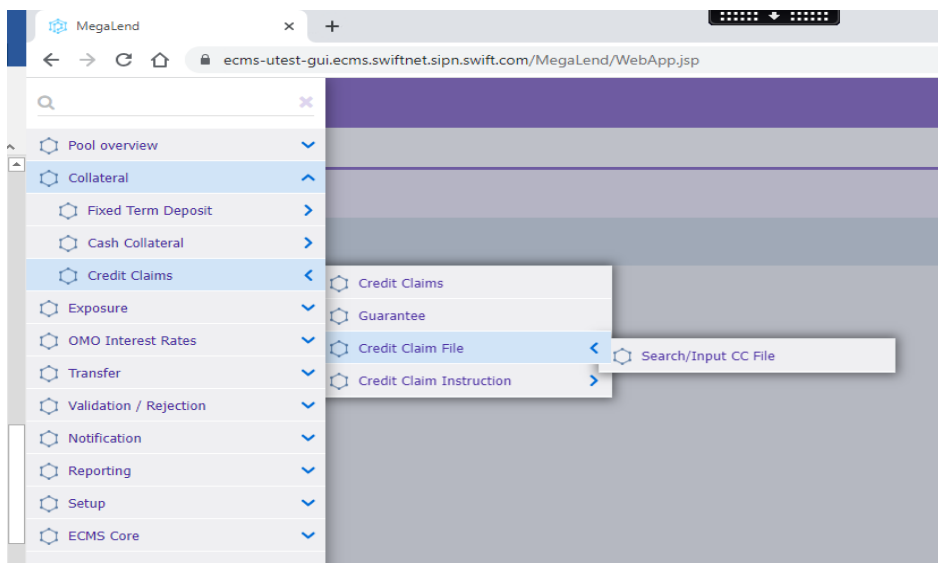 MegaLend
ecms-utest-gui.ecms.swiftnet.sipn.swift.com/MegaLend/WebApp.jsp
Pool overview
Collateral
Fixed Term Deposit
Cash Collateral
Credit Claims
Exposure
OMO Interest Rates
Transfer
Validation / Rejection
Notification
Reporting
Setup
ECMS Core
Credit Claims
Guarantee
Credit Claim File
Credit Claim Instruction
Search/Input CC File